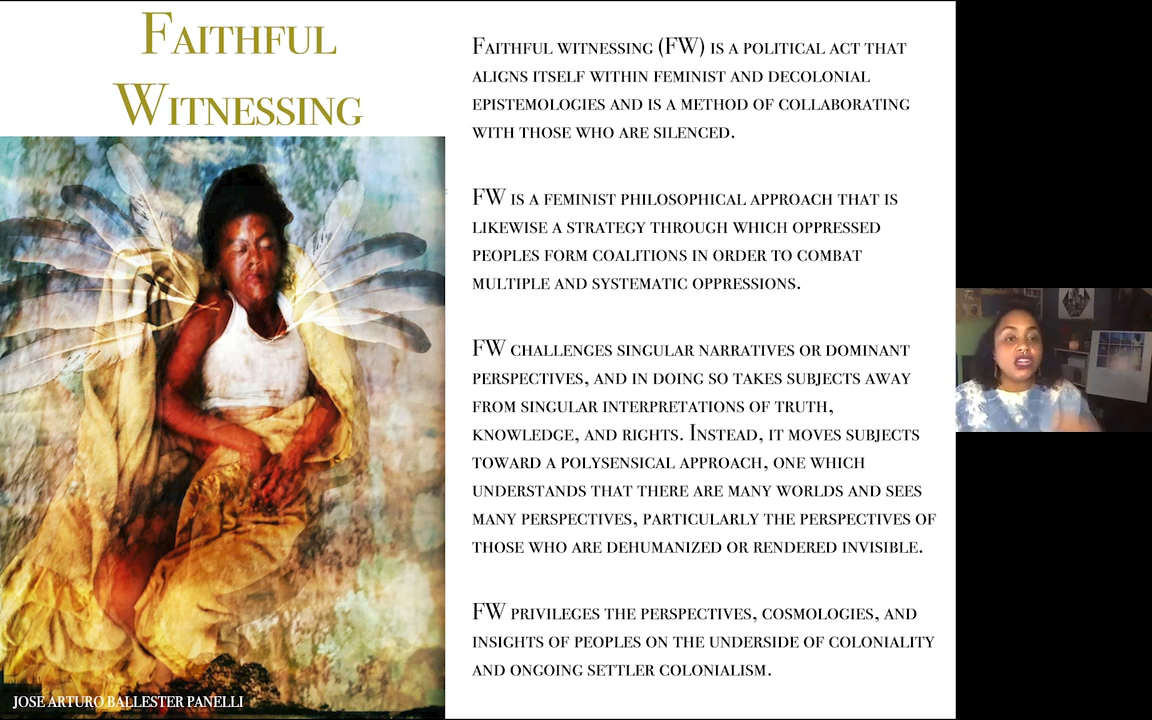 FAITHFUL
WITNESSING
FAITHFUL WITNESSING (FW) IS A POLITICAL ACT THAT
ALIGNS ITSELF WITHIN FEMINIST AND DECOLONIAL
EPISTEMOLOGIES AND IS A METHOD OF COLLABORATING
WITH THOSE WHO ARE SILENCED.
FW IS A FEMINIST PHILOSOPHICAL APPROACH THAT IS
LIKEWISE A STRATEGY THROUGH WHICH OPPRESSED
PEOPLES FORM COALITIONS IN ORDER TO COMBAT
MULTIPLE AND SYSTEMATIC OPPRESSIONS.
FW CHALLENGES SINGULAR NARRATIVES OR DOMINANT
PERSPECTIVES, AND IN DOING SO TAKES SUBJECTS AWAY
FROM SINGULAR INTERPRETATIONS OF TRUTH,
KNOWLEDGE, AND RIGHTS. INSTEAD, IT MOVES SUBJECTS
TOWARD A POLYSENSICAL APPROACH, ONE WHICH
UNDERSTANDS THAT THERE ARE MANY WORLDS AND SEES
MANY PERSPECTIVES, PARTICULARLY THE PERSPECTIVES OF
THOSE WHO ARE DEHUMANIZED OR RENDERED INVISIBLE.
FW PRIVILEGES THE PERSPECTIVES, COSMOLOGIES, AND
INSIGHTS OF PEOPLES ON THE UNDERSIDE OF COLONIALITY
AND ONGOING SETTLER COLONIALISM.
JOSE ARTURO BALLESTER PANELLI